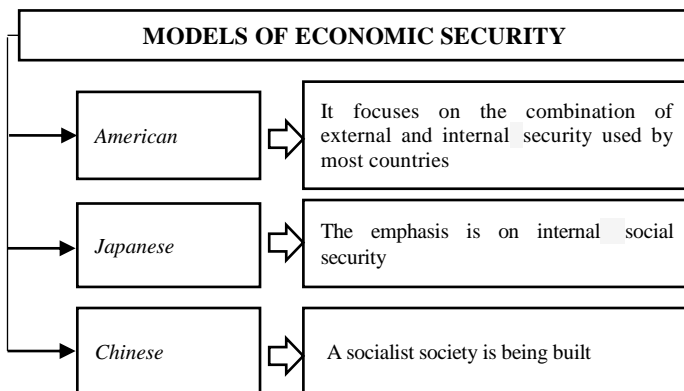 MODELS OF ECONOMIC SECURITY
American
It focuses on the combination of
external and internal security used by
most countries
Japanese
The emphasis is on internal social
security
Chinese
A socialist society is being built